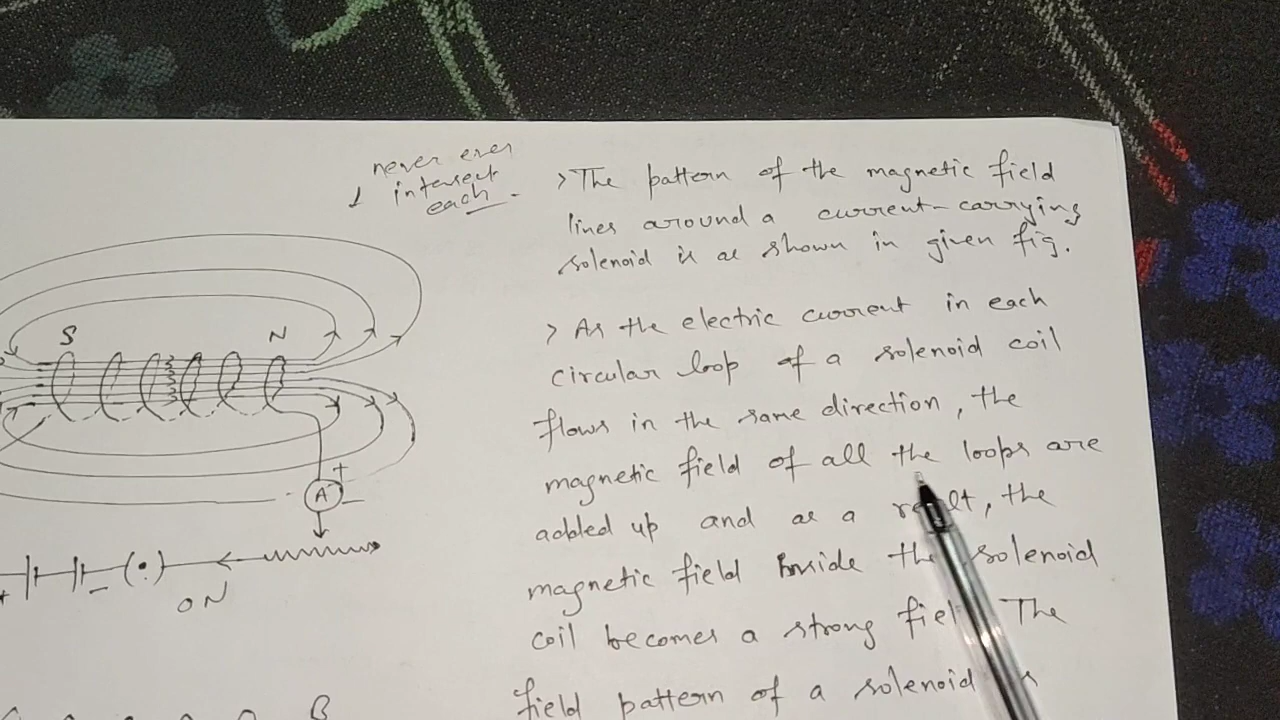 never ever
intersect
each
> The pattern of the magnetic field
lines around a current-carrying
solenoid is as shown in given fig.
> As the electric current in each
circular loop of a solenoid coil
flows in the same direction, the
magnetic field of all the loops are
added up and as a result, the
magnetic field inside the solenoid
coil becomes a strong field The
field pattern of a solenoid
S
N
+
A
-
+
-
(.)
ON
B